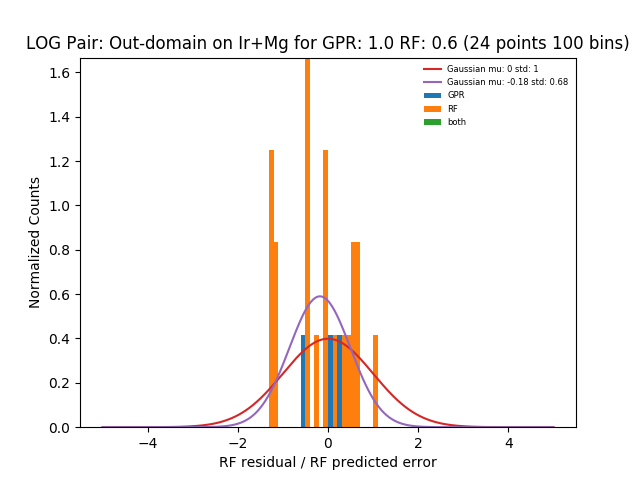 LOG Pair: Out-domain on Ir+Mg for GPR: 1.0 RF: 0.6 (24 points 100 bins)
Gaussian mu: 0 std: 1
Gaussian mu: -0.18 std: 0.68
GPR
RF
both
Normalized Counts
1.6
1.4
1.2
1.0
0.8
0.6
0.4
0.2
0.0
−4
−2
0
2
4
RF residual / RF predicted error